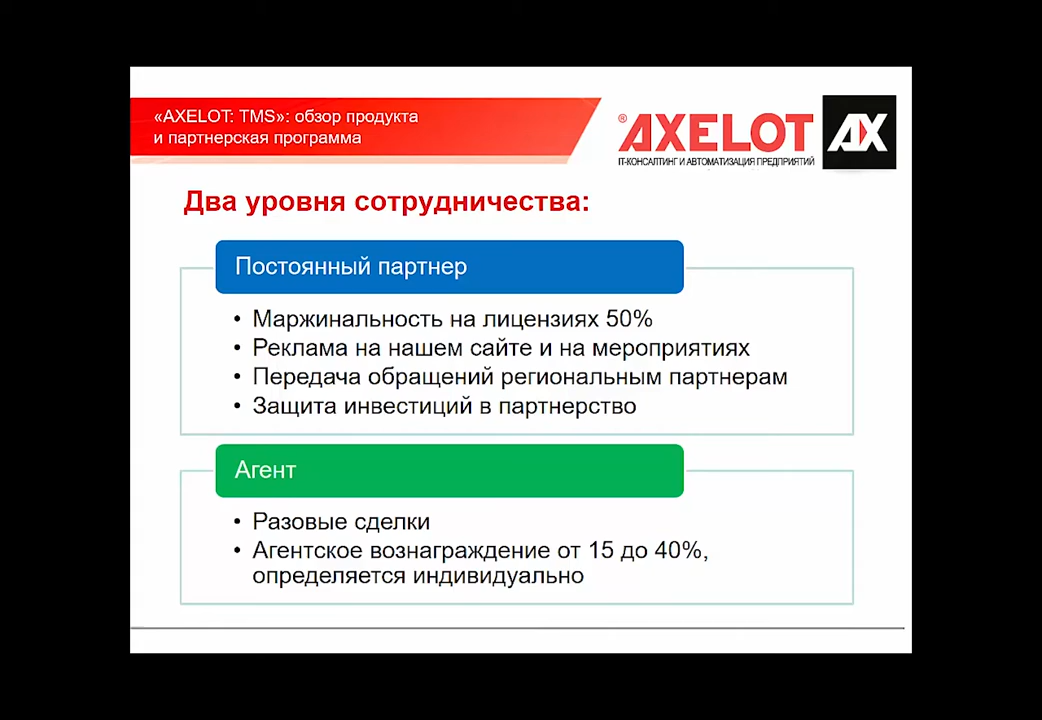 «AXELOT: TMS»: обзор продукта
и партнерская программа
® AXELOT AX
IT-КОНСАЛТИНГ И АВТОМАТИЗАЦИЯ ПРЕДПРИЯТИЙ
Два уровня сотрудничества:
Постоянный партнер
• Маржинальность на лицензиях 50%
• Реклама на нашем сайте и на мероприятиях
• Передача обращений региональным партнерам
• Защита инвестиций в партнерство
Агент
• Разовые сделки
• Агентское вознаграждение от 15 до 40%,
определяется индивидуально